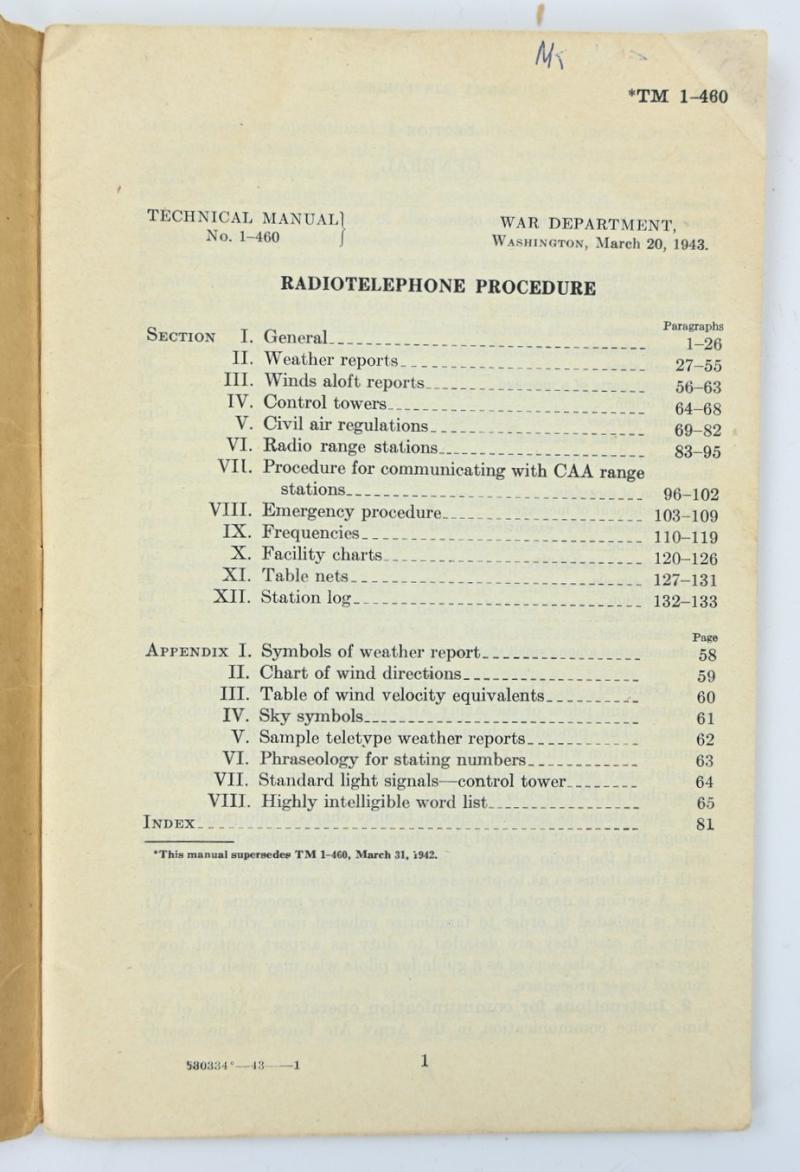 *TM 1-460
TECHNICAL MANUAL}
No. 1-460
WAR DEPARTMENT,
WASHINGTON, March 20, 1943.
RADIOTELEPHONE PROCEDURE
Paragraphs
SECTION I. General 1-26
II. Weather reports 27-55
III. Winds aloft reports 56-63
IV. Control towers 64-68
V. Civil air regulations 69-82
VI. Radio range stations 83-95
VII. Procedure for communicating with CAA range
stations 96-102
VIII. Emergency procedure 103-109
IX. Frequencies 110-119
X. Facility charts 120-126
XI. Table nets 127-131
XII. Station log 132-133
Page
APPENDIX I. Symbols of weather report 58
II. Chart of wind directions 59
III. Table of wind velocity equivalents 60
IV. Sky symbols 61
V. Sample teletype weather reports 62
VI. Phraseology for stating numbers 63
VII. Standard light signals—control tower 64
VIII. Highly intelligible word list 65
INDEX 81
*This manual supersedes TM 1-460, March 31, 1942.
580334°—43——1
1